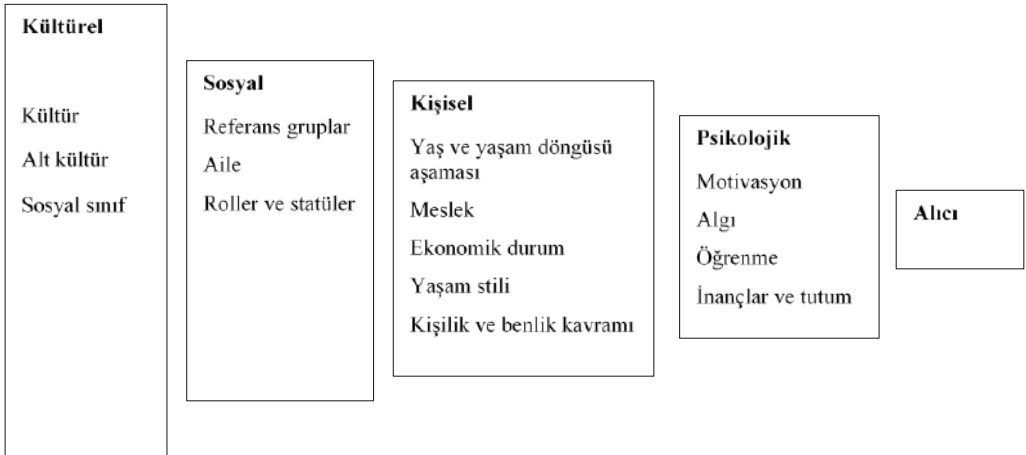 Kültürel
Kültür
Alt kültür
Sosyal sınıf
Sosyal
Referans gruplar
Aile
Roller ve statüler
Kişisel
Yaş ve yaşam döngüsü
aşaması
Meslek
Ekonomik durum
Yaşam stili
Kişilik ve benlik kavramı
Psikolojik
Motivasyon
Algı
Öğrenme
İnançlar ve tutum
Alıcı